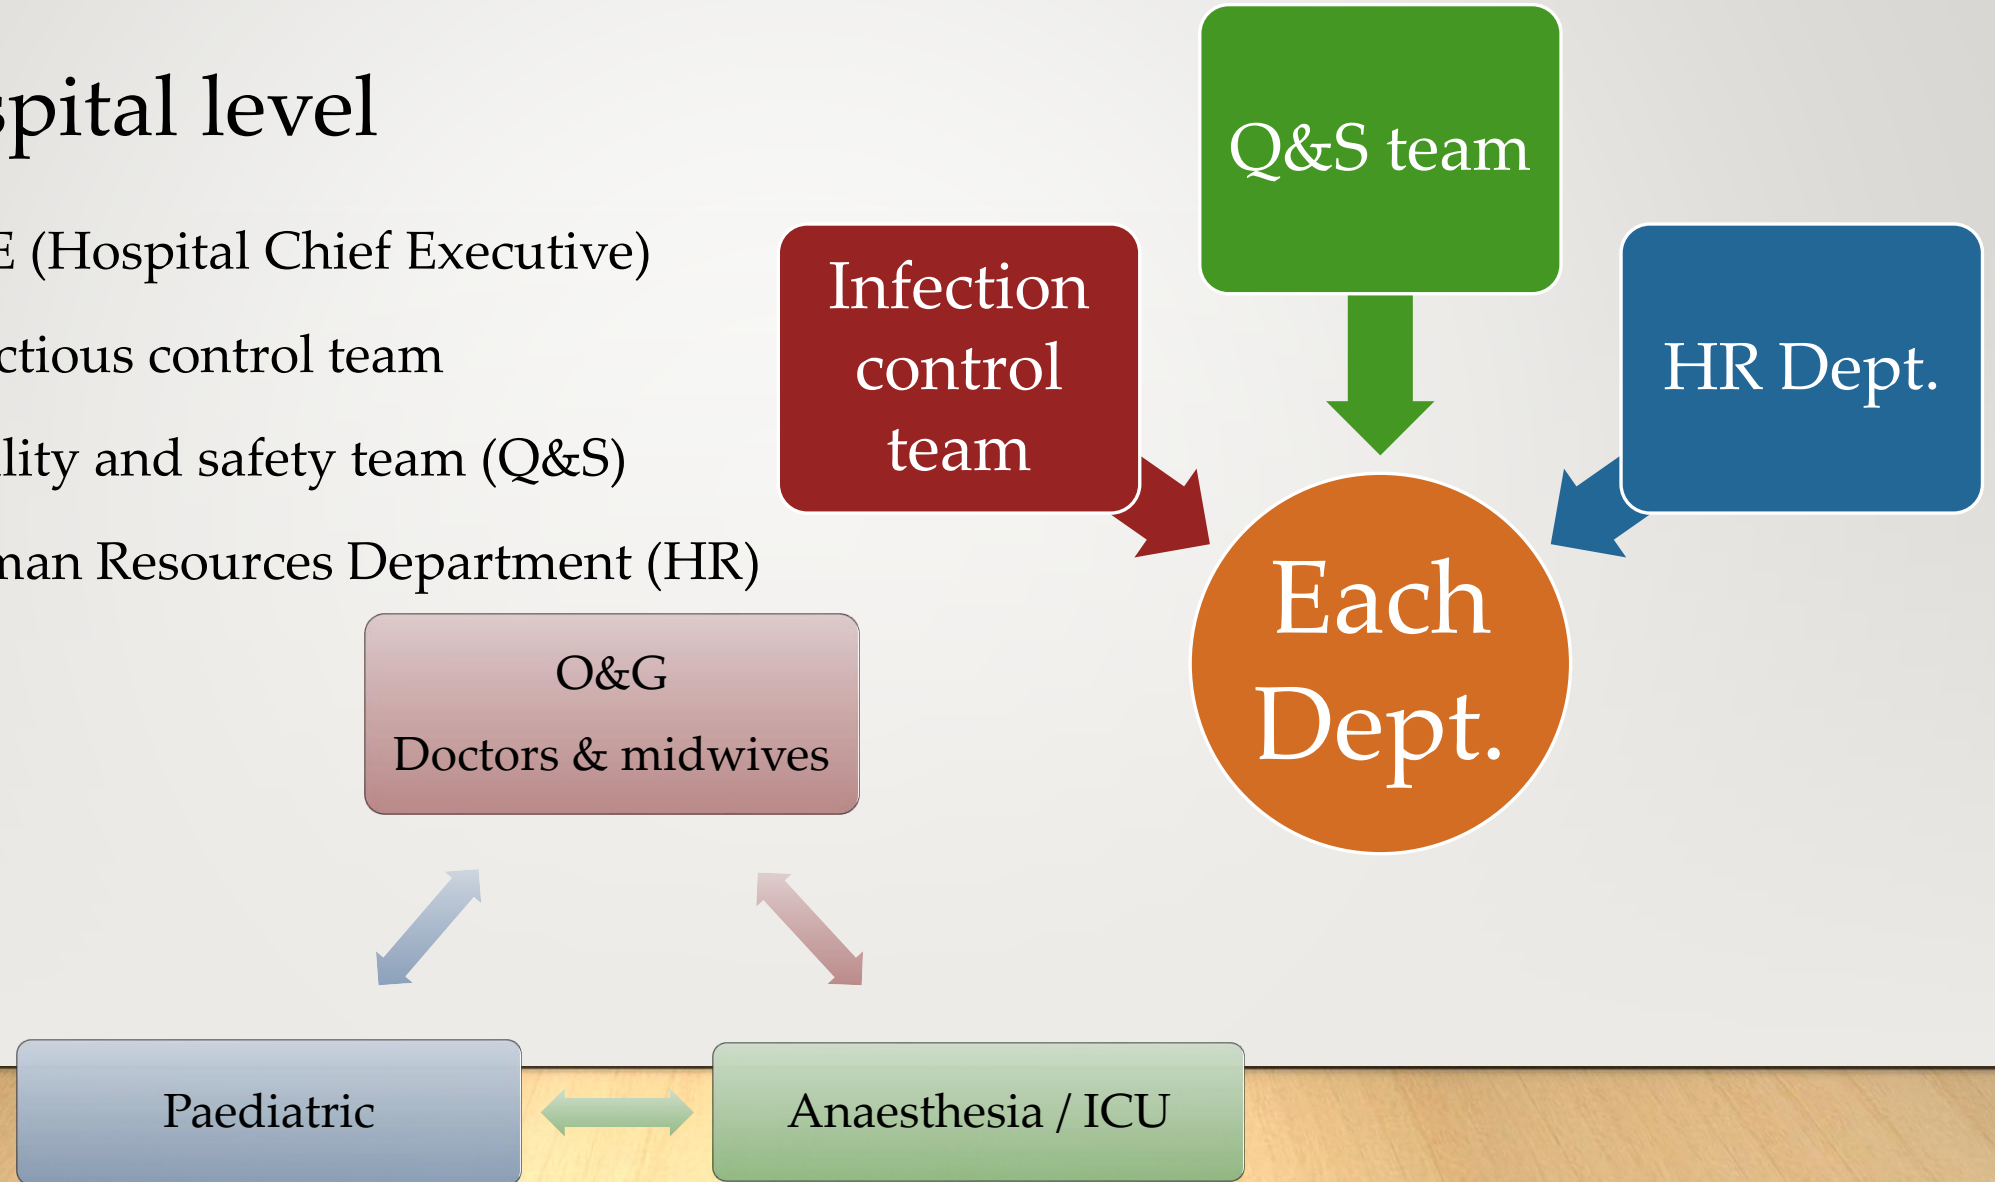 spital level
E (Hospital Chief Executive)
ctious control team
lity and safety team (Q&S)
man Resources Department (HR)
Q&S team
Infection
control
team
HR Dept.
Each
Dept.
O&G
Doctors & midwives
Paediatric
Anaesthesia / ICU